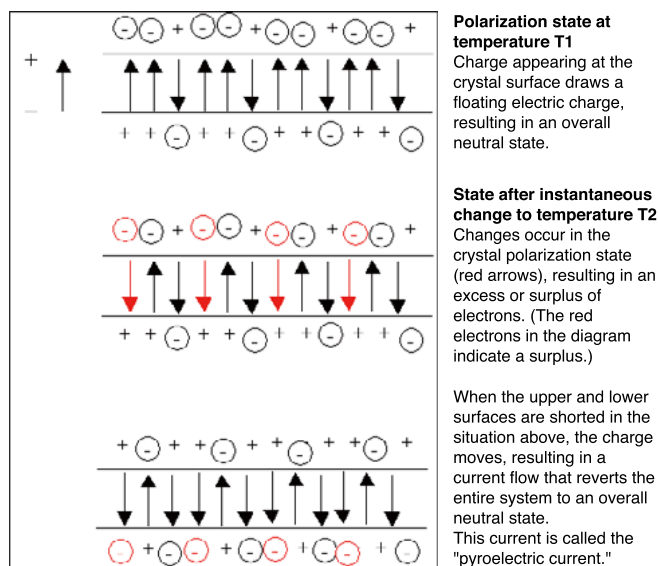 Polarization state at
temperature T1
Charge appearing at the
crystal surface draws a
floating electric charge,
resulting in an overall
neutral state.
State after instantaneous
change to temperature T2
Changes occur in the
crystal polarization state
(red arrows), resulting in an
excess or surplus of
electrons. (The red
electrons in the diagram
indicate a surplus.)
When the upper and lower
surfaces are shorted in the
situation above, the charge
moves, resulting in a
current flow that reverts the
entire system to an overall
neutral state.
This current is called the
"pyroelectric current."
+
-
- - + - - + - - + - - +
+ + - + + - + + - + + -
- - + - - + - - + - - +
+ + - + + - + + - + + -
+ - + + - + + - + + - +
- + - - + - - + - - + -